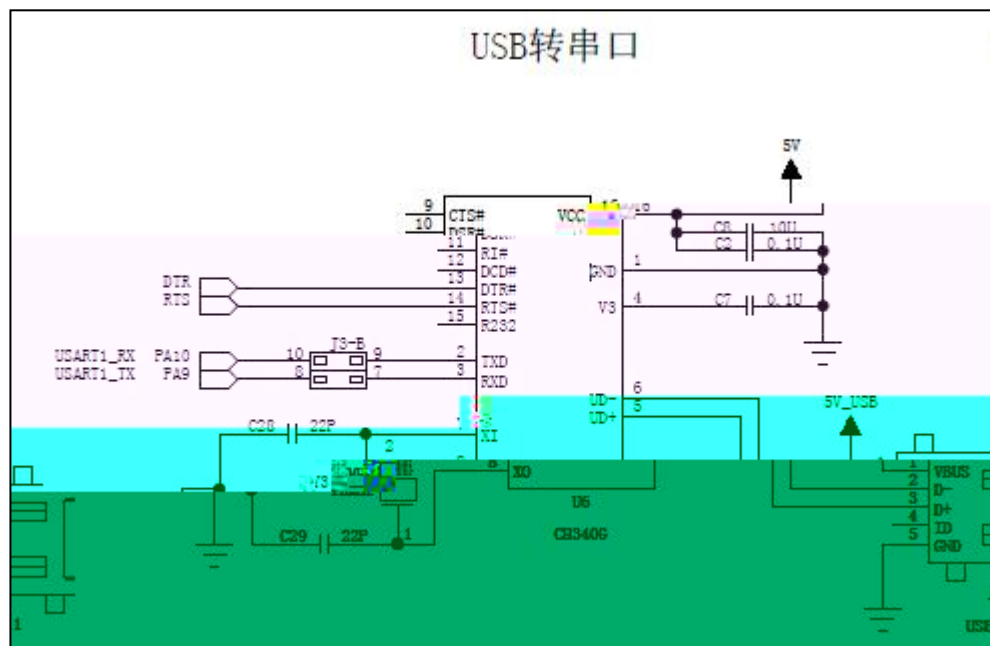 USB转串口
5V
9 CTS# VCC
10
11 RI# C8 10U
12 DCD# C2 0.1U
13 DTR# GND 1
DTR
14 RTS# V3 4 C7 0.1U
RTS
15 R232
J3-B
USART1_RX PA10 10 9 2 TXD
USART1_TX PA9 8 7 3 RXD
UD- 6
UD+ 5
5V_USB
C28 22P XI
2
8 XO
U6
CH340G
C29 22P 1
1 VBUS
2 D-
3 D+
4 ID
5 GND
1